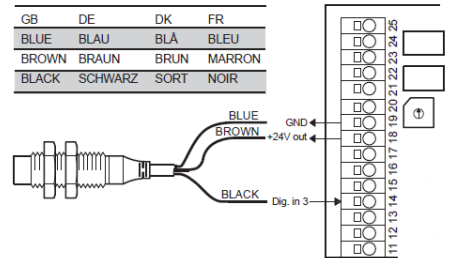 GB DE DK FR
BLUE BLAU BLÅ BLEU
BROWN BRAUN BRUN MARRON
BLACK SCHWARZ SORT NOIR
BLUE
BROWN
BLACK
GND
+24V out
Dig. in 3
25
24
23
22
21
20
19
18
17
16
15
14
13
12
11